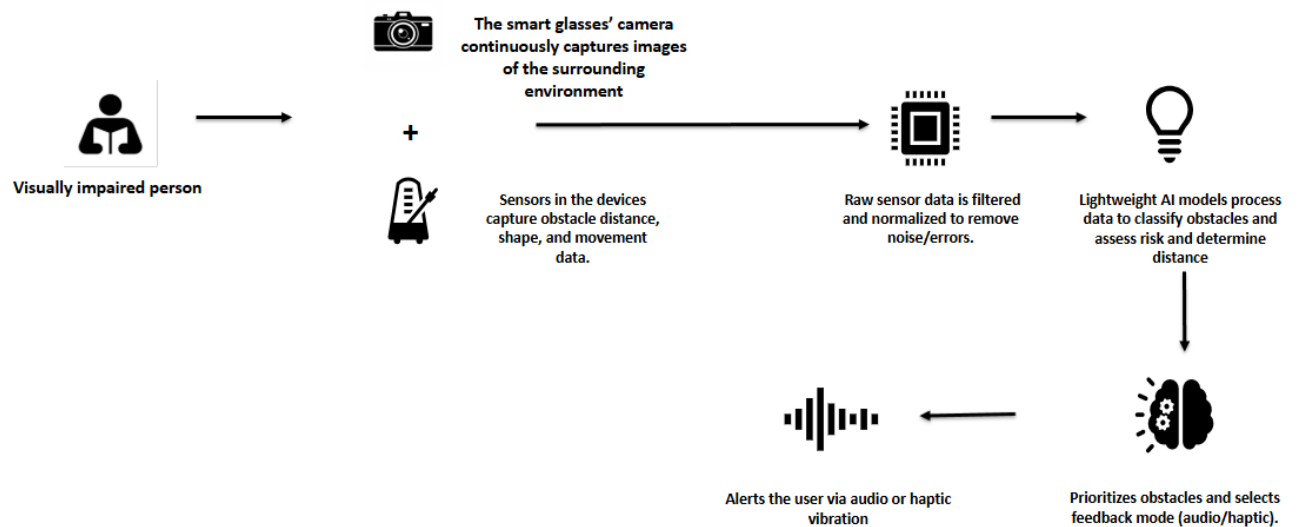 The smart glasses’ camera
continuously captures images
of the surrounding
environment
+
Visually impaired person
Sensors in the devices
capture obstacle distance,
shape, and movement
data.
Raw sensor data is filtered
and normalized to remove
noise/errors.
Lightweight AI models process
data to classify obstacles and
assess risk and determine
distance
Alerts the user via audio or haptic
vibration
Prioritizes obstacles and selects
feedback mode (audio/haptic).